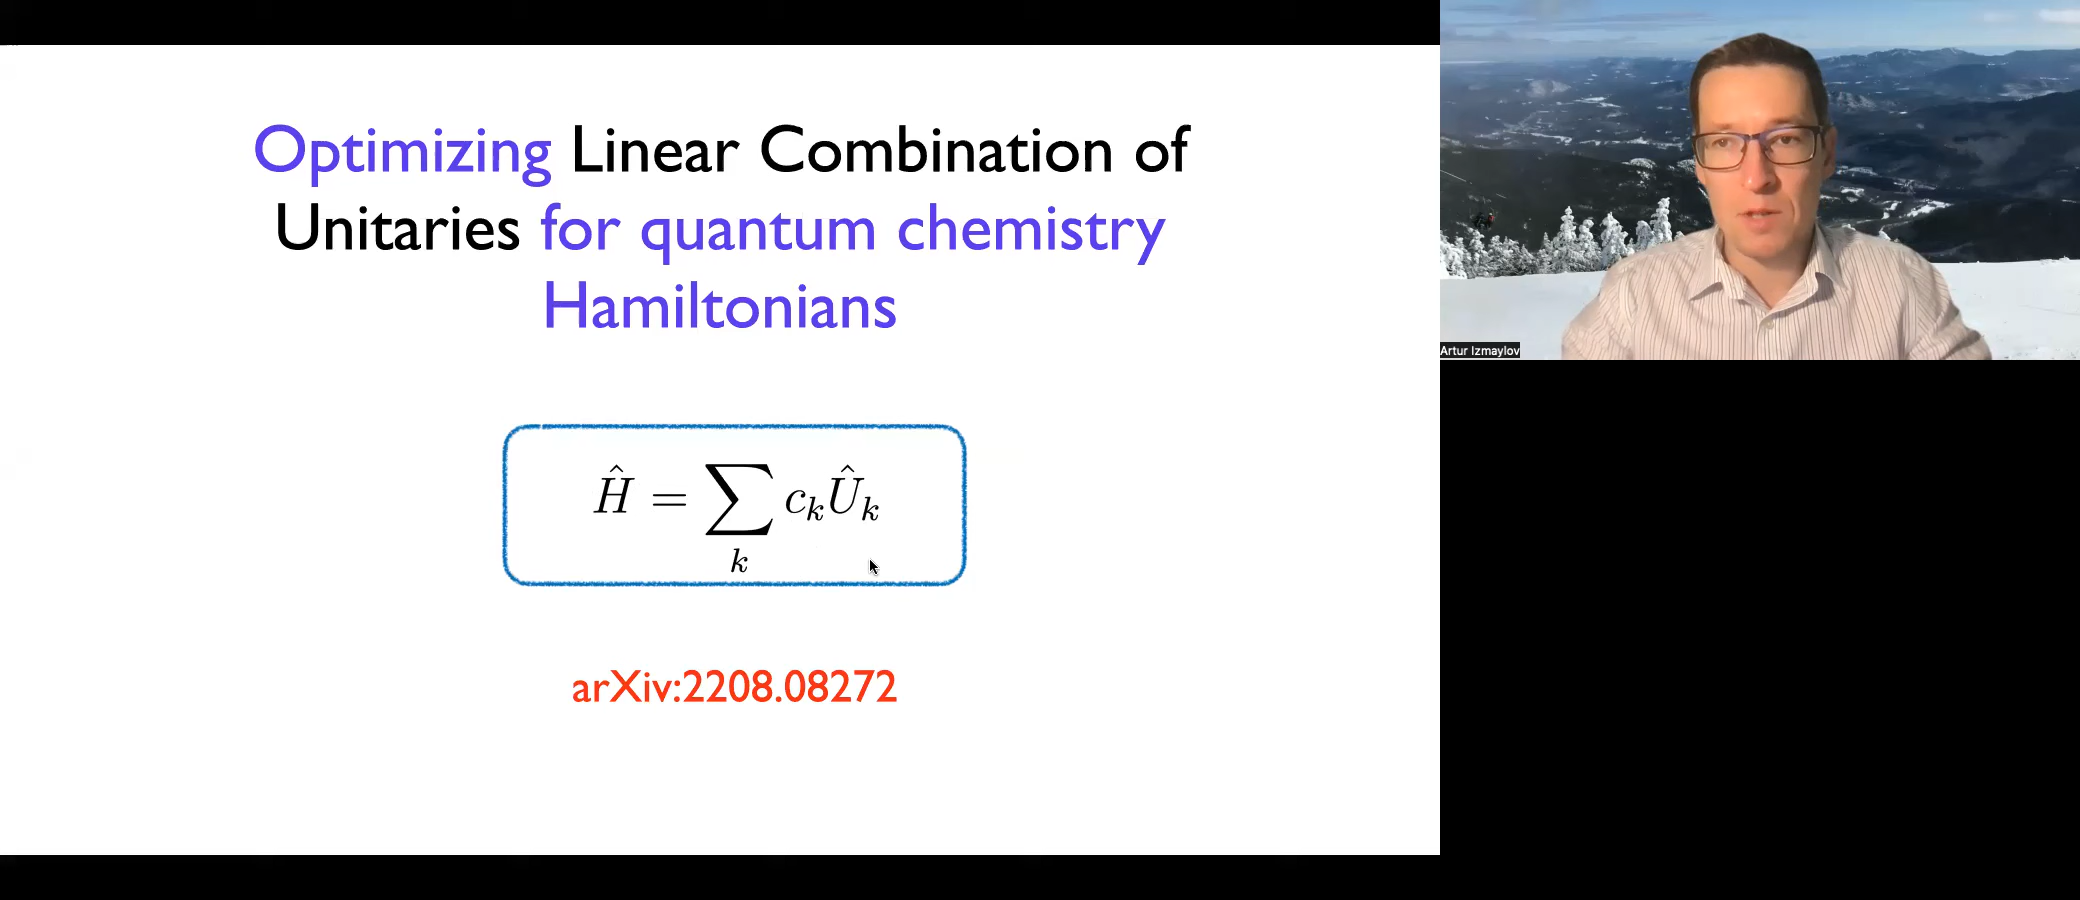 Optimizing Linear Combination of
Unitaries for quantum chemistry
Hamiltonians
Ĥ = ∑ c_k Û_k
k
arXiv:2208.08272
Artur Izmaylov